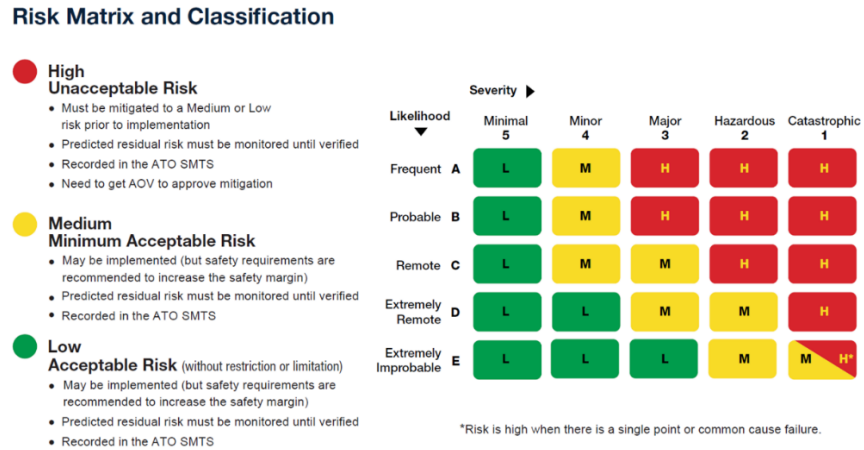 Risk Matrix and Classification
High
Unacceptable Risk
• Must be mitigated to a Medium or Low
risk prior to implementation
• Predicted residual risk must be monitored until verified
• Recorded in the ATO SMTS
• Need to get AOV to approve mitigation
Medium
Minimum Acceptable Risk
• May be implemented (but safety requirements are
recommended to increase the safety margin)
• Predicted residual risk must be monitored until verified
• Recorded in the ATO SMTS
Low
Acceptable Risk (without restriction or limitation)
• May be implemented (but safety requirements are
recommended to increase the safety margin)
• Predicted residual risk must be monitored until verified
• Recorded in the ATO SMTS
Severity
Likelihood
Minimal Minor Major Hazardous Catastrophic
5 4 3 2 1
Frequent A L M H H H
Probable B L M H H H
Remote C L M M H H
Extremely
Remote D L L M M H
Extremely
Improbable E L L L M M H*
*Risk is high when there is a single point or common cause failure.